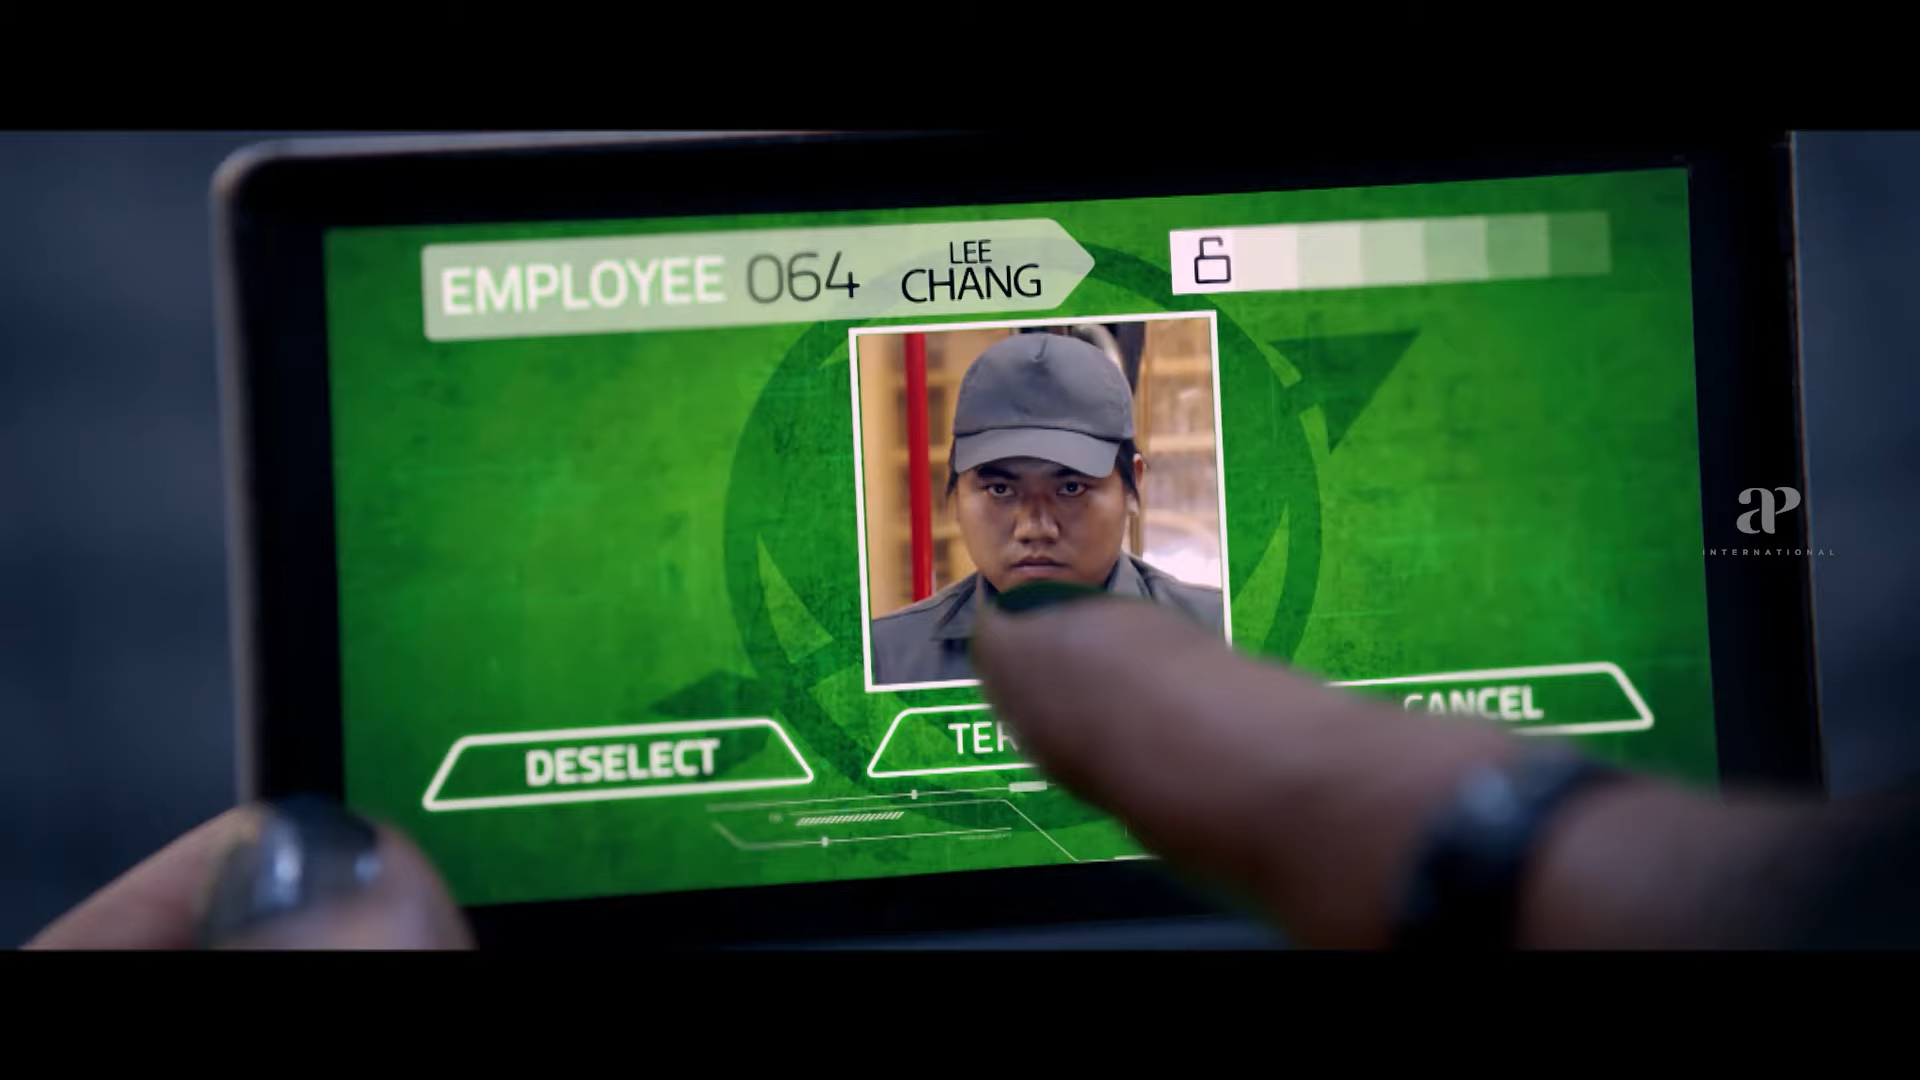 EMPLOYEE 064 LEE CHANG
DESELECT
TER
CANCEL
aP
INTERNATIONAL